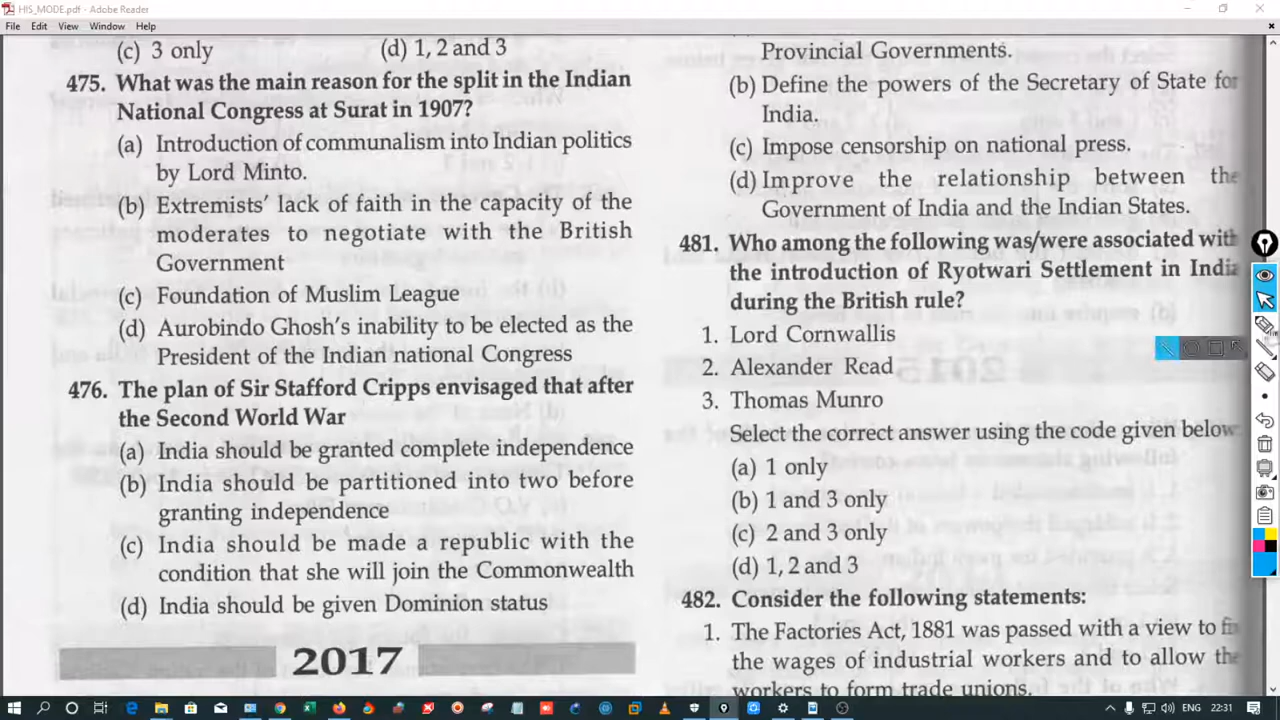 HIS_MODE.pdf - Adobe Reader
File Edit View Window Help
(c) 3 only (d) 1, 2 and 3
475. What was the main reason for the split in the Indian
National Congress at Surat in 1907?
(a) Introduction of communalism into Indian politics
by Lord Minto.
(b) Extremists' lack of faith in the capacity of the
moderates to negotiate with the British
Government
(c) Foundation of Muslim League
(d) Aurobindo Ghosh's inability to be elected as the
President of the Indian national Congress
476. The plan of Sir Stafford Cripps envisaged that after
the Second World War
(a) India should be granted complete independence
(b) India should be partitioned into two before
granting independence
(c) India should be made a republic with the
condition that she will join the Commonwealth
(d) India should be given Dominion status
2017
Provincial Governments.
(b) Define the powers of the Secretary of State for
India.
(c) Impose censorship on national press.
(d) Improve the relationship between the
Government of India and the Indian States.
481. Who among the following was/were associated with
the introduction of Ryotwari Settlement in India
during the British rule?
1. Lord Cornwallis
2. Alexander Read
3. Thomas Munro
Select the correct answer using the code given below
(a) 1 only
(b) 1 and 3 only
(c) 2 and 3 only
(d) 1, 2 and 3
482. Consider the following statements:
1. The Factories Act, 1881 was passed with a view to fi
the wages of industrial workers and to allow the
workers to form trade unions.
ENG 22:31